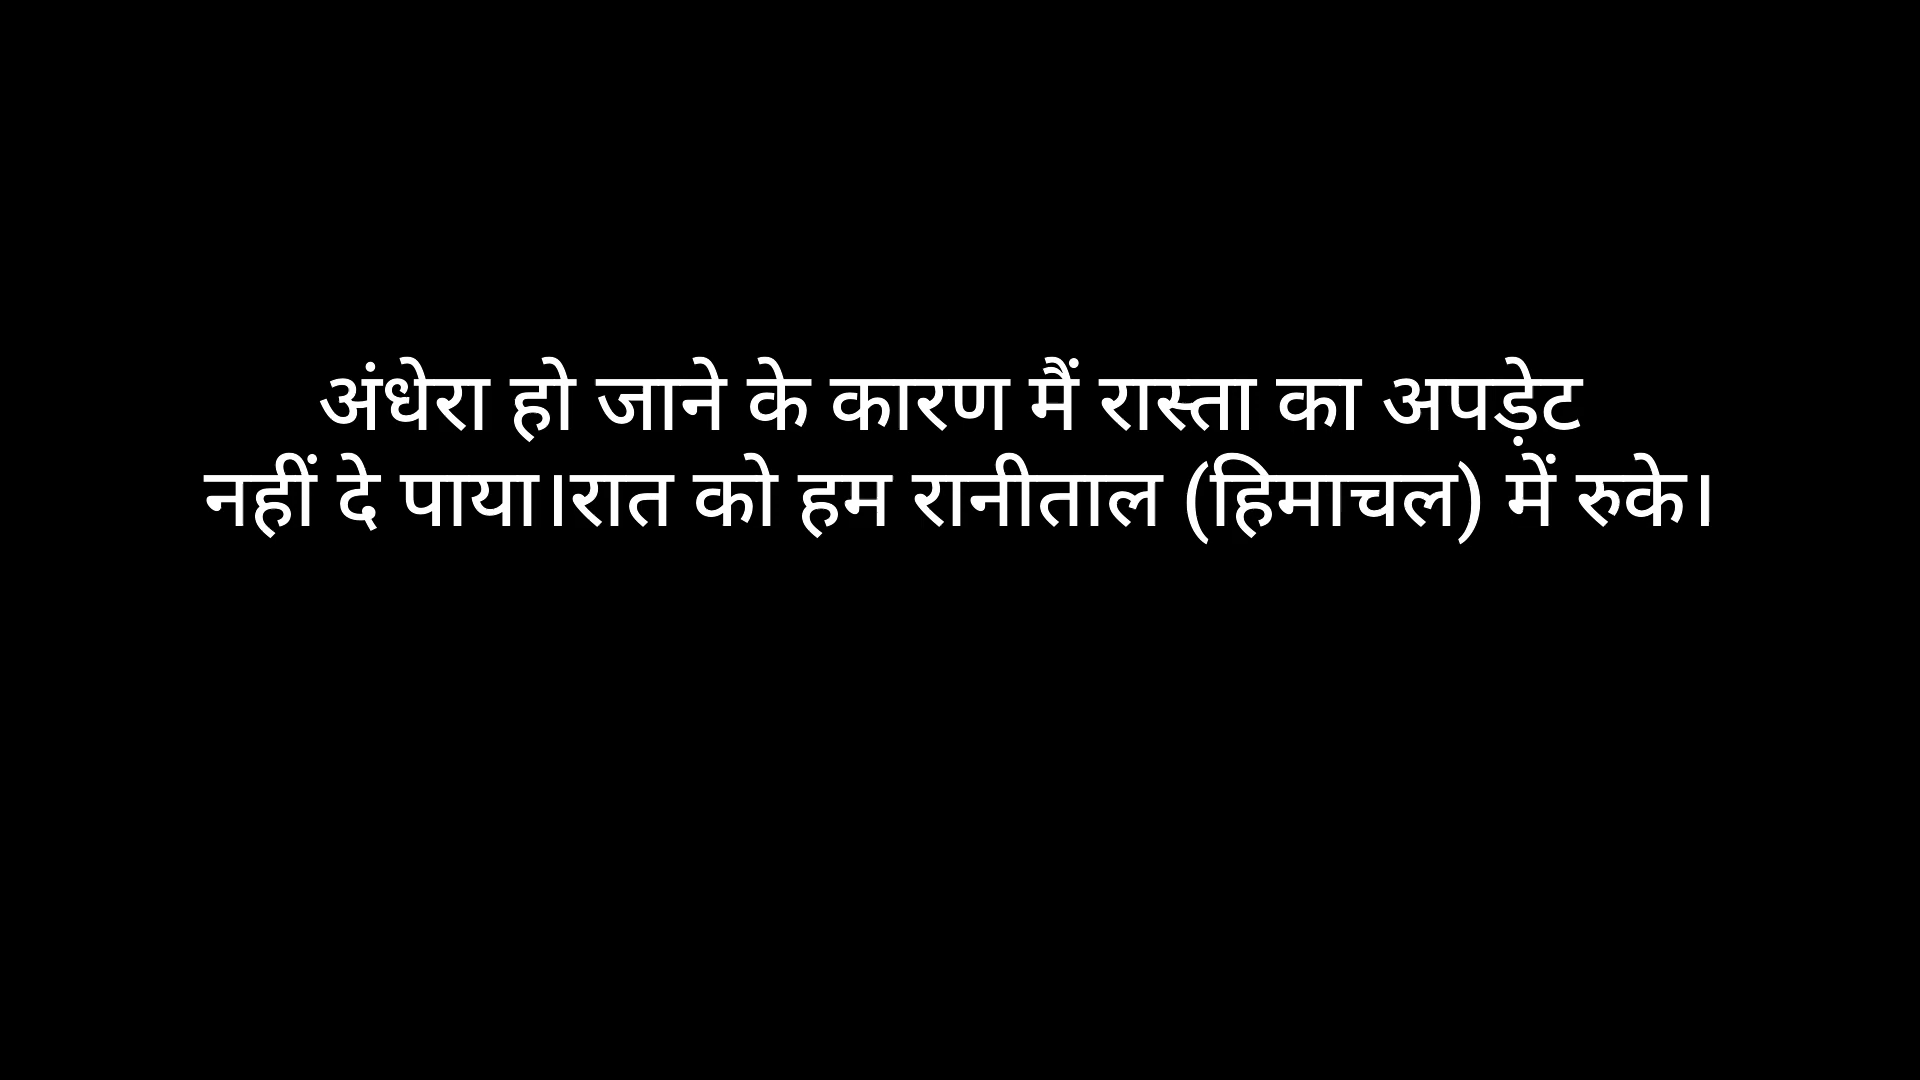 अंधेरा हो जाने के कारण मैं रास्ता का अपड़ेट
नहीं दे पाया।रात को हम रानीताल (हिमाचल) में रुके।